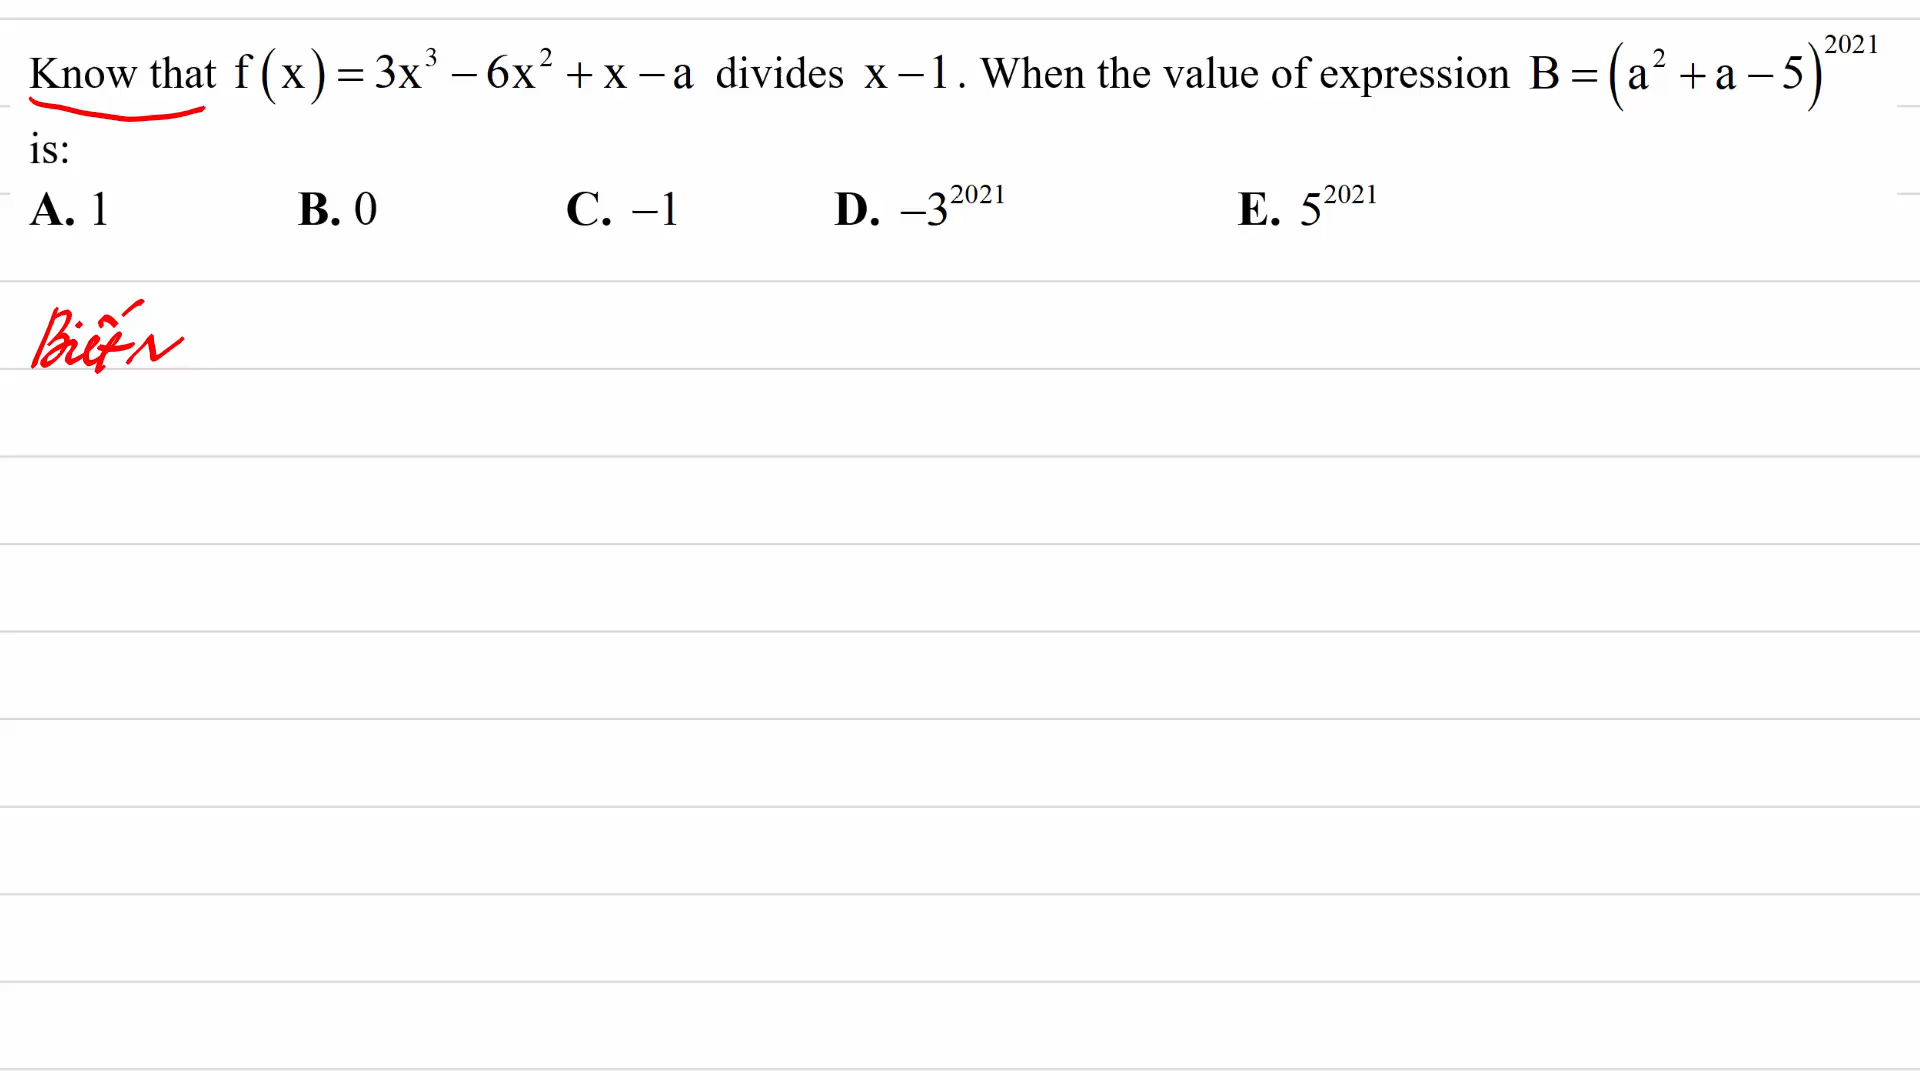 Know that f(x) = 3x³ − 6x² + x − a divides x − 1. When the value of expression B = (a² + a − 5)²⁰²¹
is:
A. 1 B. 0 C. −1 D. −3²⁰²¹ E. 5²⁰²¹
Biết